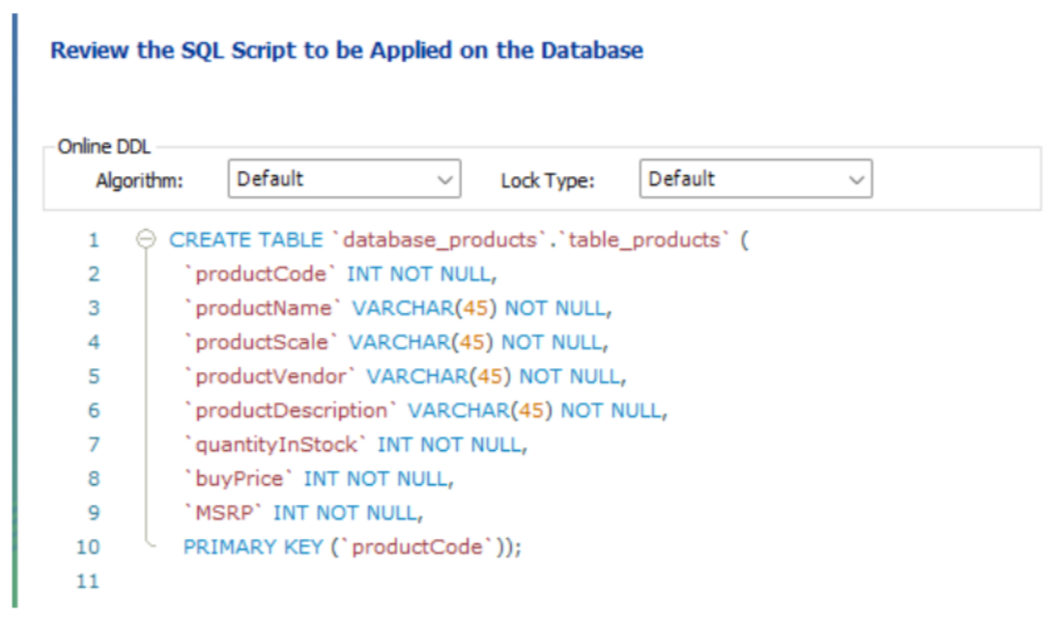 Review the SQL Script to be Applied on the Database
Online DDL
Algorithm: Default Lock Type: Default
1 CREATE TABLE `database_products`.`table_products` (
2 `productCode` INT NOT NULL,
3 `productName` VARCHAR(45) NOT NULL,
4 `productScale` VARCHAR(45) NOT NULL,
5 `productVendor` VARCHAR(45) NOT NULL,
6 `productDescription` VARCHAR(45) NOT NULL,
7 `quantityInStock` INT NOT NULL,
8 `buyPrice` INT NOT NULL,
9 `MSRP` INT NOT NULL,
10 PRIMARY KEY (`productCode`));
11